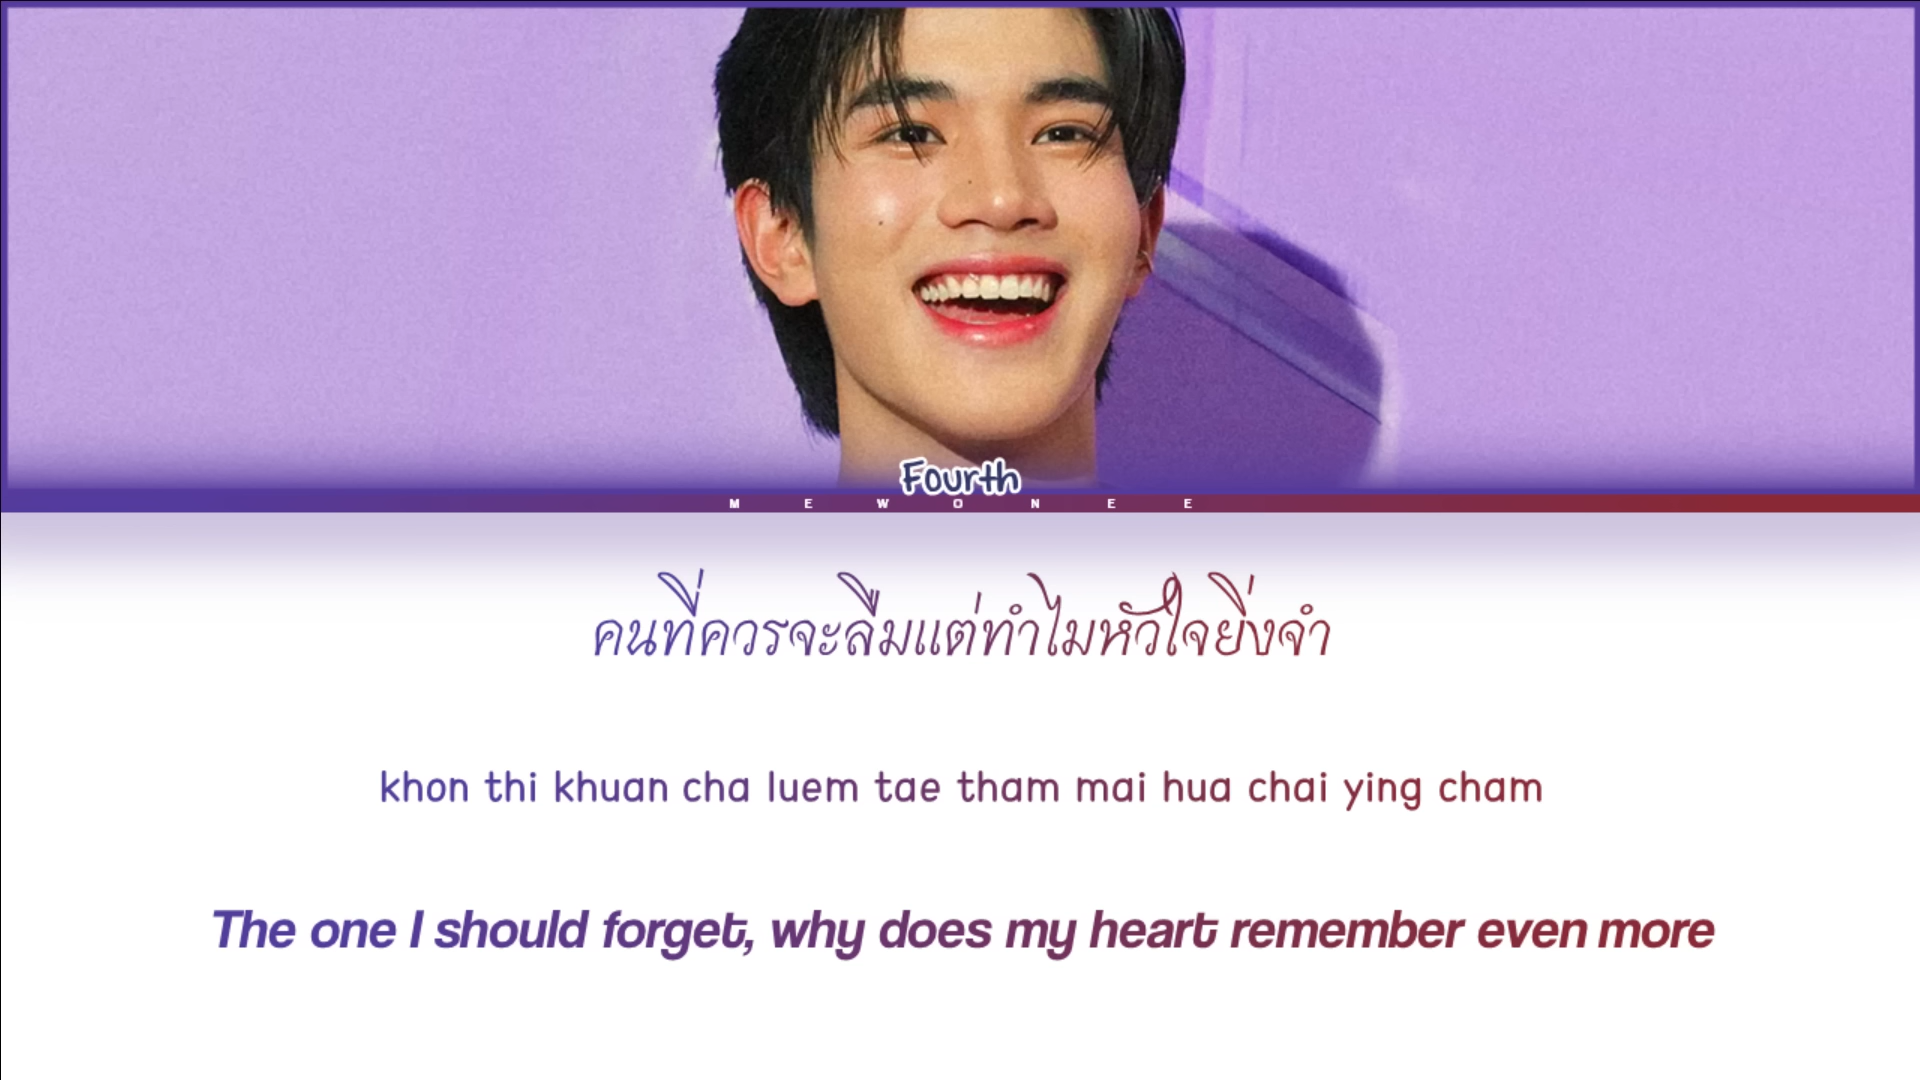 Fourth
MEWONEE
คนที่ควรจะลืมแต่ทำไมหัวใจยิ่งจำ
khon thi khuan cha luem tae tham mai hua chai ying cham
The one I should forget, why does my heart remember even more